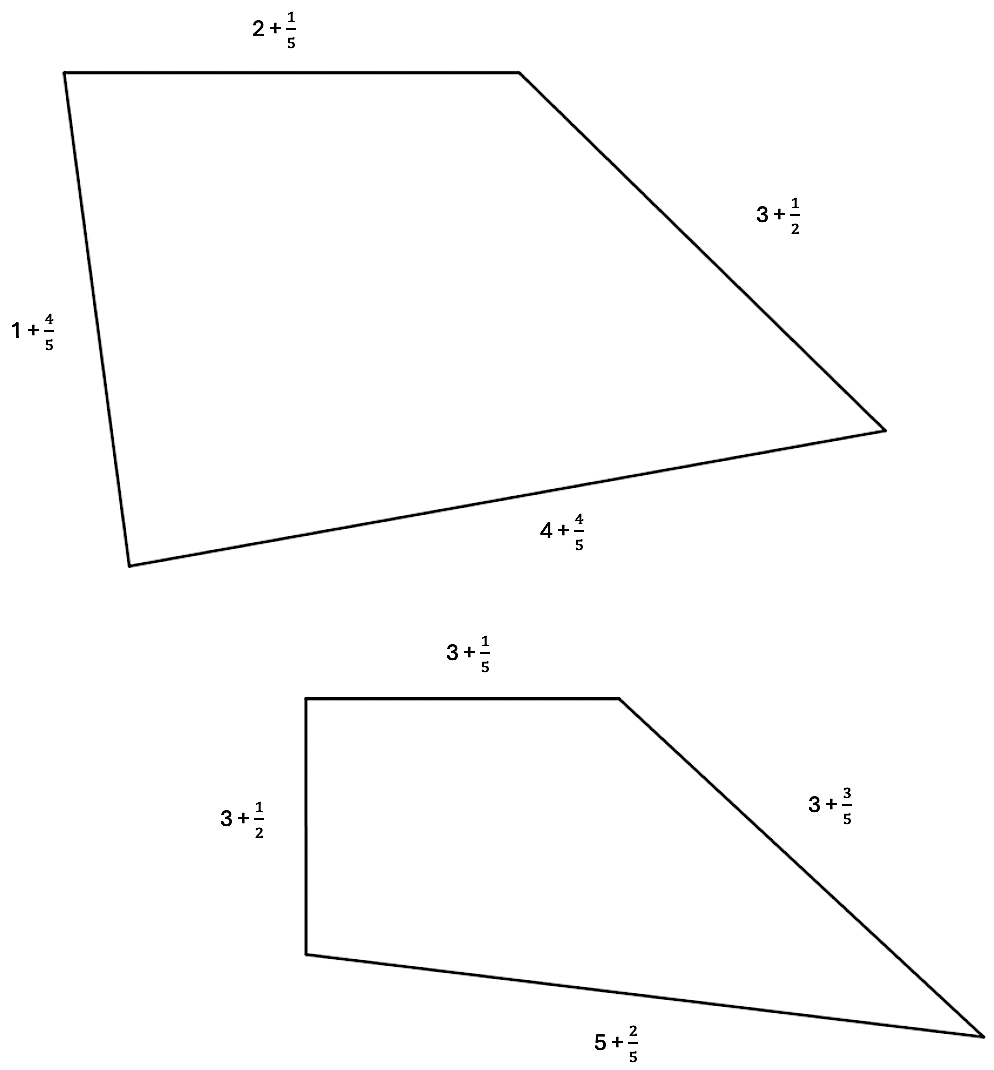 2 + 1/5
3 + 1/2
1 + 4/5
4 + 4/5
3 + 1/5
3 + 3/5
3 + 1/2
5 + 2/5